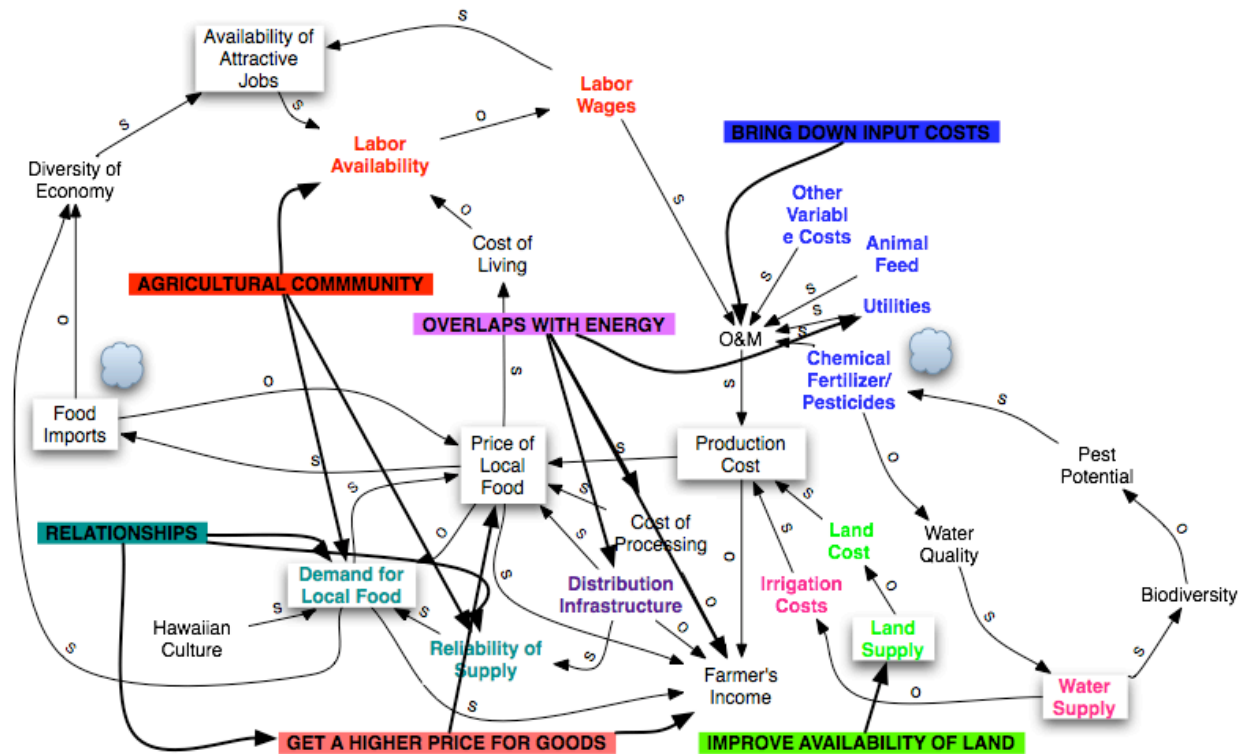 s
Availability of
Attractive
Jobs
s
Labor
Wages
o
s
Labor
Availability
BRING DOWN INPUT COSTS
Diversity of
Economy
s
Other
Variabl
e Costs
o
Cost of
Living
Animal
Feed
s
s
AGRICULTURAL COMMMUNITY
Utilities
s
s
OVERLAPS WITH ENERGY
O&M
o
Chemical
Fertilizer/
Pesticides
s
s
o
s
Food
Imports
Price of
Local
Food
s
Production
Cost
s
o
Pest
Potential
s
s
s
Cost of
Processing
s
s
RELATIONSHIPS
o
s
o
Land
Cost
Water
Quality
o
Demand for
Local Food
s
Distribution
Infrastructure
Irrigation
Costs
o
Biodiversity
Hawaiian
Culture
s
s
o
o
Land
Supply
s
Reliability of
Supply
s
s
Farmer's
Income
s
s
o
Water
Supply
GET A HIGHER PRICE FOR GOODS
IMPROVE AVAILABILITY OF LAND